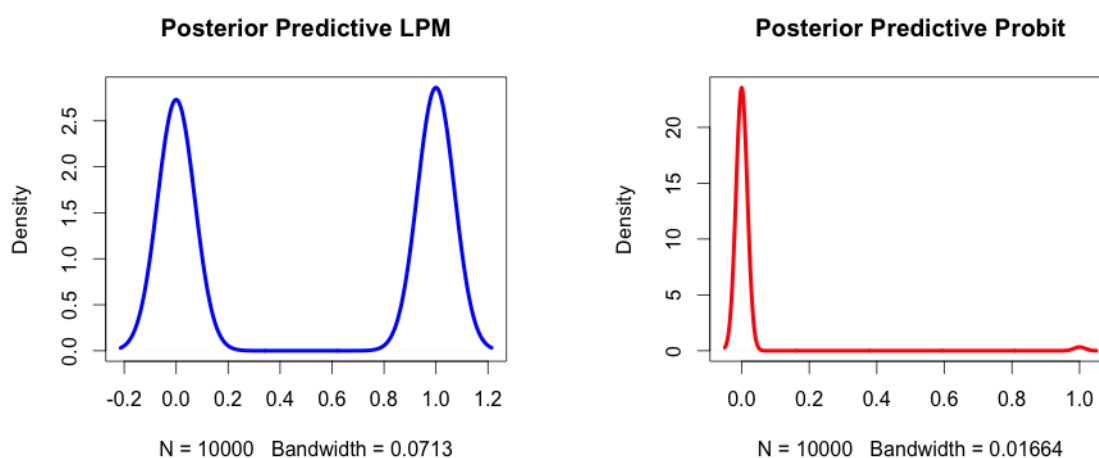 Posterior Predictive LPM
Density
0.0 0.5 1.0 1.5 2.0 2.5
-0.2 0.0 0.2 0.4 0.6 0.8 1.0 1.2
N = 10000 Bandwidth = 0.0713
Posterior Predictive Probit
Density
0 5 10 15 20
0.0 0.2 0.4 0.6 0.8 1.0
N = 10000 Bandwidth = 0.01664